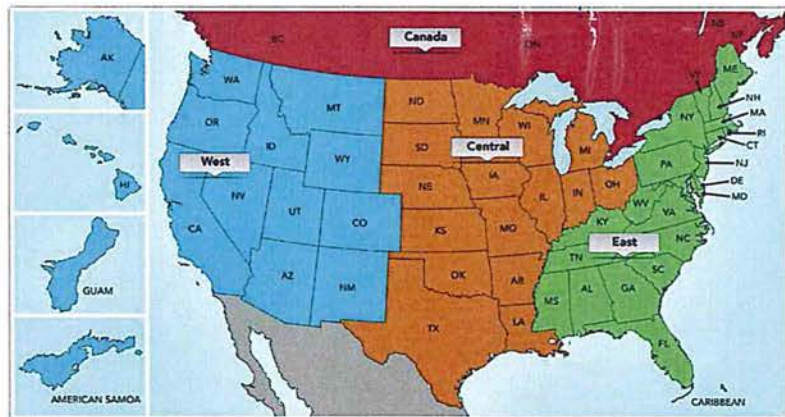 AK
HI
GUAM
AMERICAN SAMOA
BC
Canada
ON
NS
WA
OR
MT
ID
WY
West
CA
NV
UT
CO
AZ
NM
ND
MN
SD
WI
MI
Central
NE
IA
IL
IN
OH
KS
MO
OK
AR
TX
LA
VT
ME
NH
MA
NY
RI
CT
PA
NJ
DE
MD
WV
VA
KY
East
NC
TN
SC
MS
AL
GA
FL
CARIBBEAN